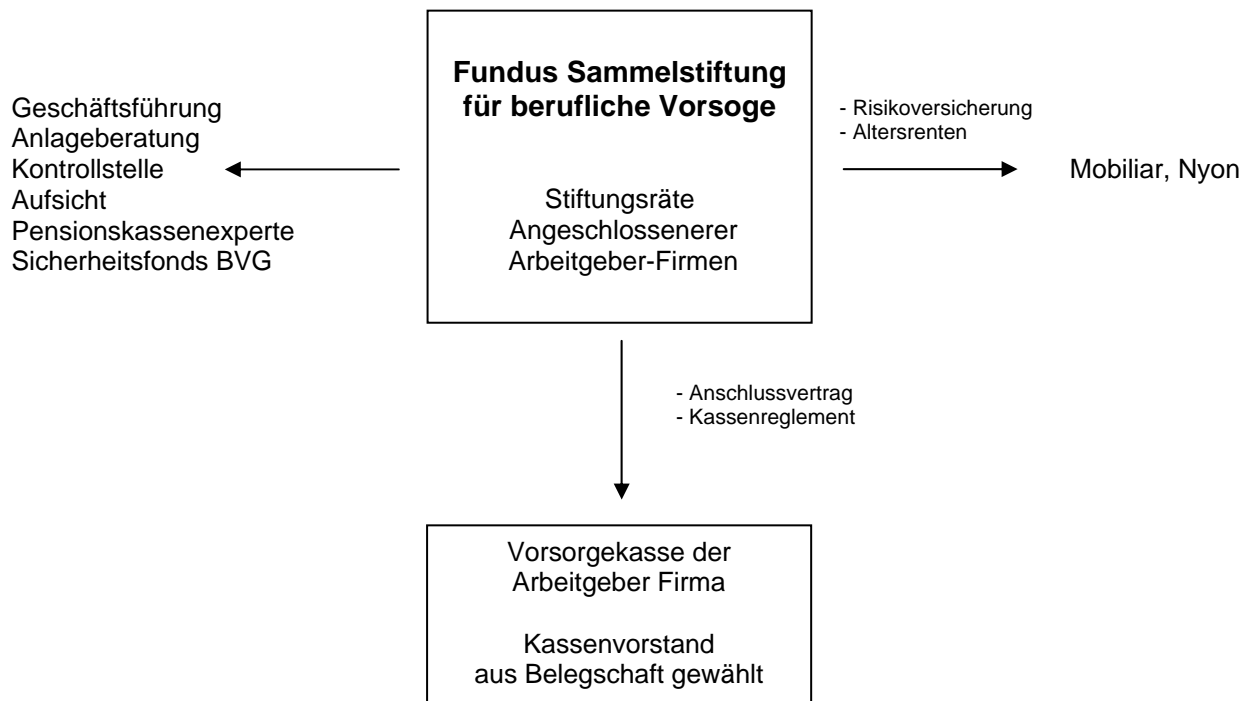 Fundus Sammelstiftung
für berufliche Vorsoge
Stiftungsräte
Angeschlossenerer
Arbeitgeber-Firmen
Geschäftsführung
Anlageberatung
Kontrollstelle
Aufsicht
Pensionskassenexperte
Sicherheitsfonds BVG
- Risikoversicherung
- Altersrenten
Mobiliar, Nyon
- Anschlussvertrag
- Kassenreglement
Vorsorgekasse der
Arbeitgeber Firma
Kassenvorstand
aus Belegschaft gewählt